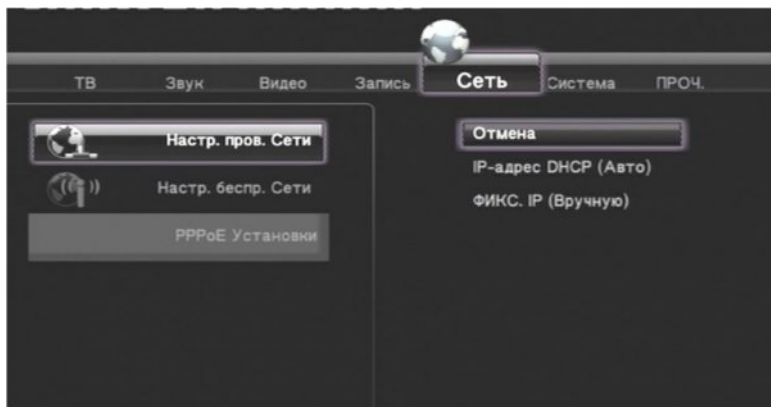 ТВ Звук Видео Запись Сеть Система ПРОЧ.
Настр. пров. Сети
Настр. беспр. Сети
PPPoE Установки
Отмена
IP-адрес DHCP (Авто)
ФИКС. IP (Вручную)